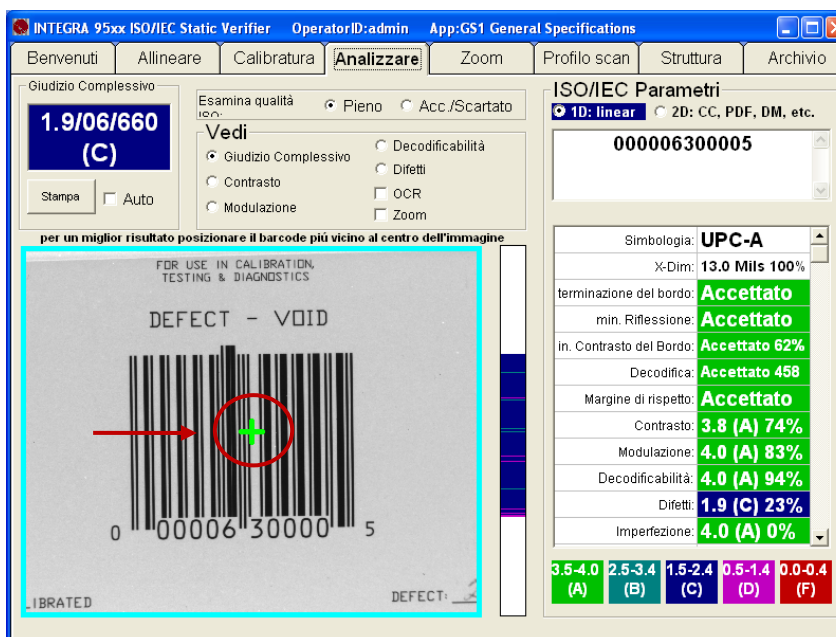 INTEGRA 95xx ISO/IEC Static Verifier OperatorID:admin App:GS1 General Specifications
Benvenuti Allineare Calibratura Analizzare Zoom Profilo scan Struttura Archivio
Giudizio Complessivo
1.9/06/660
(C)
Stampa Auto
Esamina qualità
ISO:
Pieno Acc./Scartato
Vedi
Giudizio Complessivo
Contrasto
Modulazione
Decodificabilità
Difetti
OCR
Zoom
per un miglior risultato posizionare il barcode piú vicino al centro dell'immagine
FOR USE IN CALIBRATION,
TESTING & DIAGNOSTICS
DEFECT - VOID
0 00006 30000 5
IBRATED
DEFECT:
ISO/IEC Parametri
1D: linear 2D: CC, PDF, DM, etc.
000006300005
Simbologia: UPC-A
X-Dim: 13.0 Mils 100%
terminazione del bordo: Accettato
min. Riflessione: Accettato
in. Contrasto del Bordo: Accettato 62%
Decodifica: Accettato 458
Margine di rispetto: Accettato
Contrasto: 3.8 (A) 74%
Modulazione: 4.0 (A) 83%
Decodificabilità: 4.0 (A) 94%
Difetti: 1.9 (C) 23%
Imperfezione: 4.0 (A) 0%
3.5-4.0 2.5-3.4 1.5-2.4 0.5-1.4 0.0-0.4
(A) (B) (C) (D) (F)